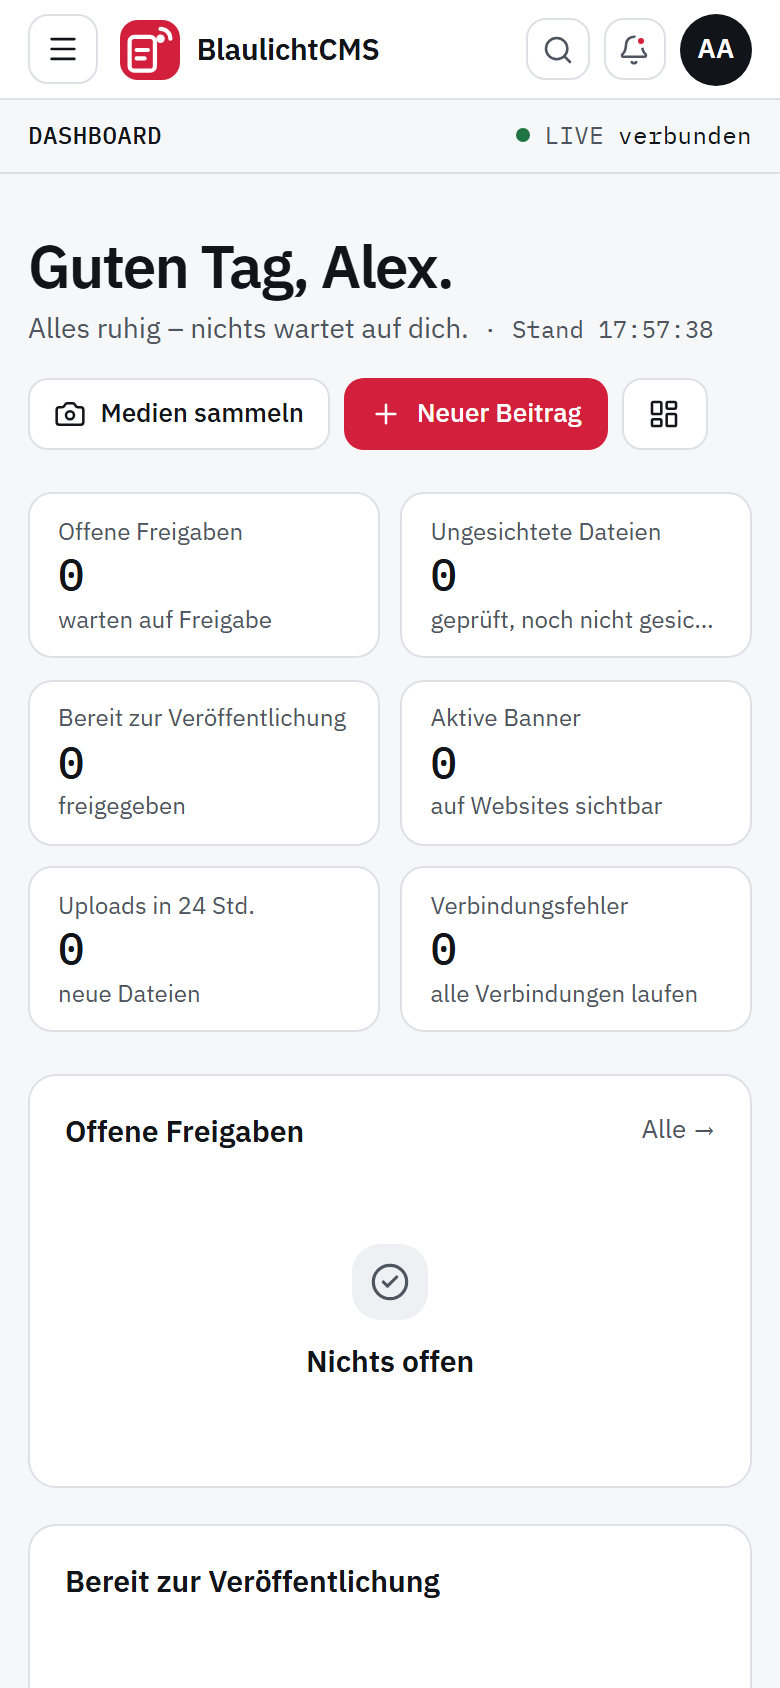 BlaulichtCMS
AA
DASHBOARD
LIVE verbunden
Guten Tag, Alex.
Alles ruhig – nichts wartet auf dich. · Stand 17:57:38
Medien sammeln
Neuer Beitrag
Offene Freigaben
0
warten auf Freigabe
Ungesichtete Dateien
0
geprüft, noch nicht gesic...
Bereit zur Veröffentlichung
0
freigegeben
Aktive Banner
0
auf Websites sichtbar
Uploads in 24 Std.
0
neue Dateien
Verbindungsfehler
0
alle Verbindungen laufen
Offene Freigaben
Alle →
Nichts offen
Bereit zur Veröffentlichung